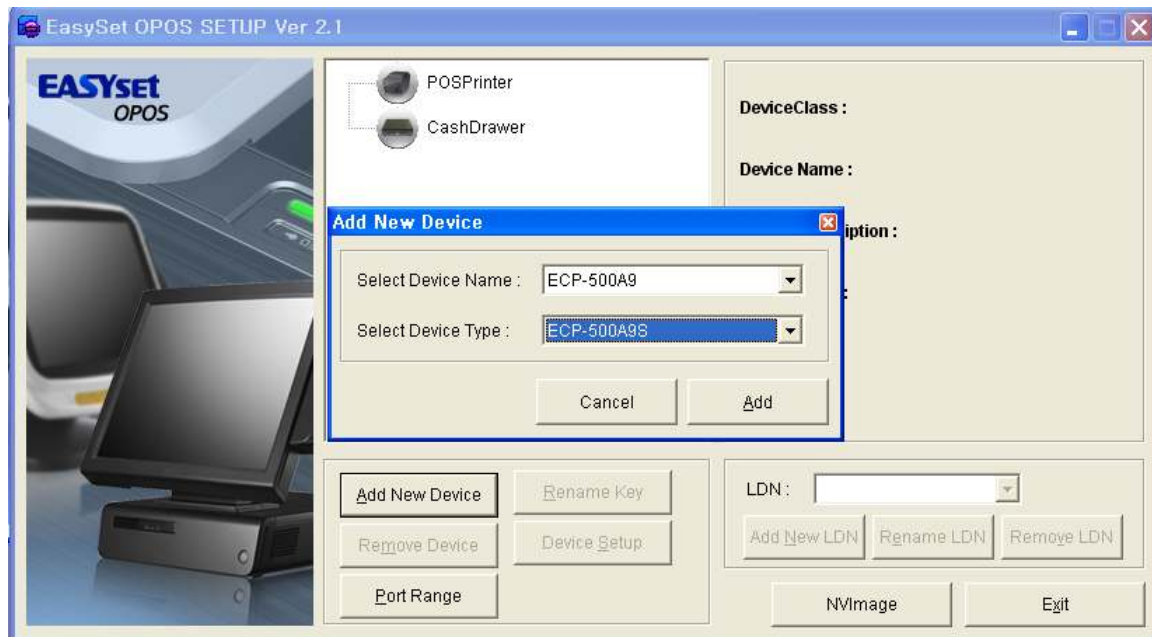 EasySet OPOS SETUP Ver 2.1
EASYset
OPOS
POSPrinter
CashDrawer
DeviceClass :
Device Name :
iption :
:
Add New Device
Select Device Name : ECP-500A9
Select Device Type : ECP-500A9S
Cancel Add
Add New Device Rename Key
Remove Device Device Setup
Port Range
LDN :
Add New LDN Rename LDN Remove LDN
NVImage Exit